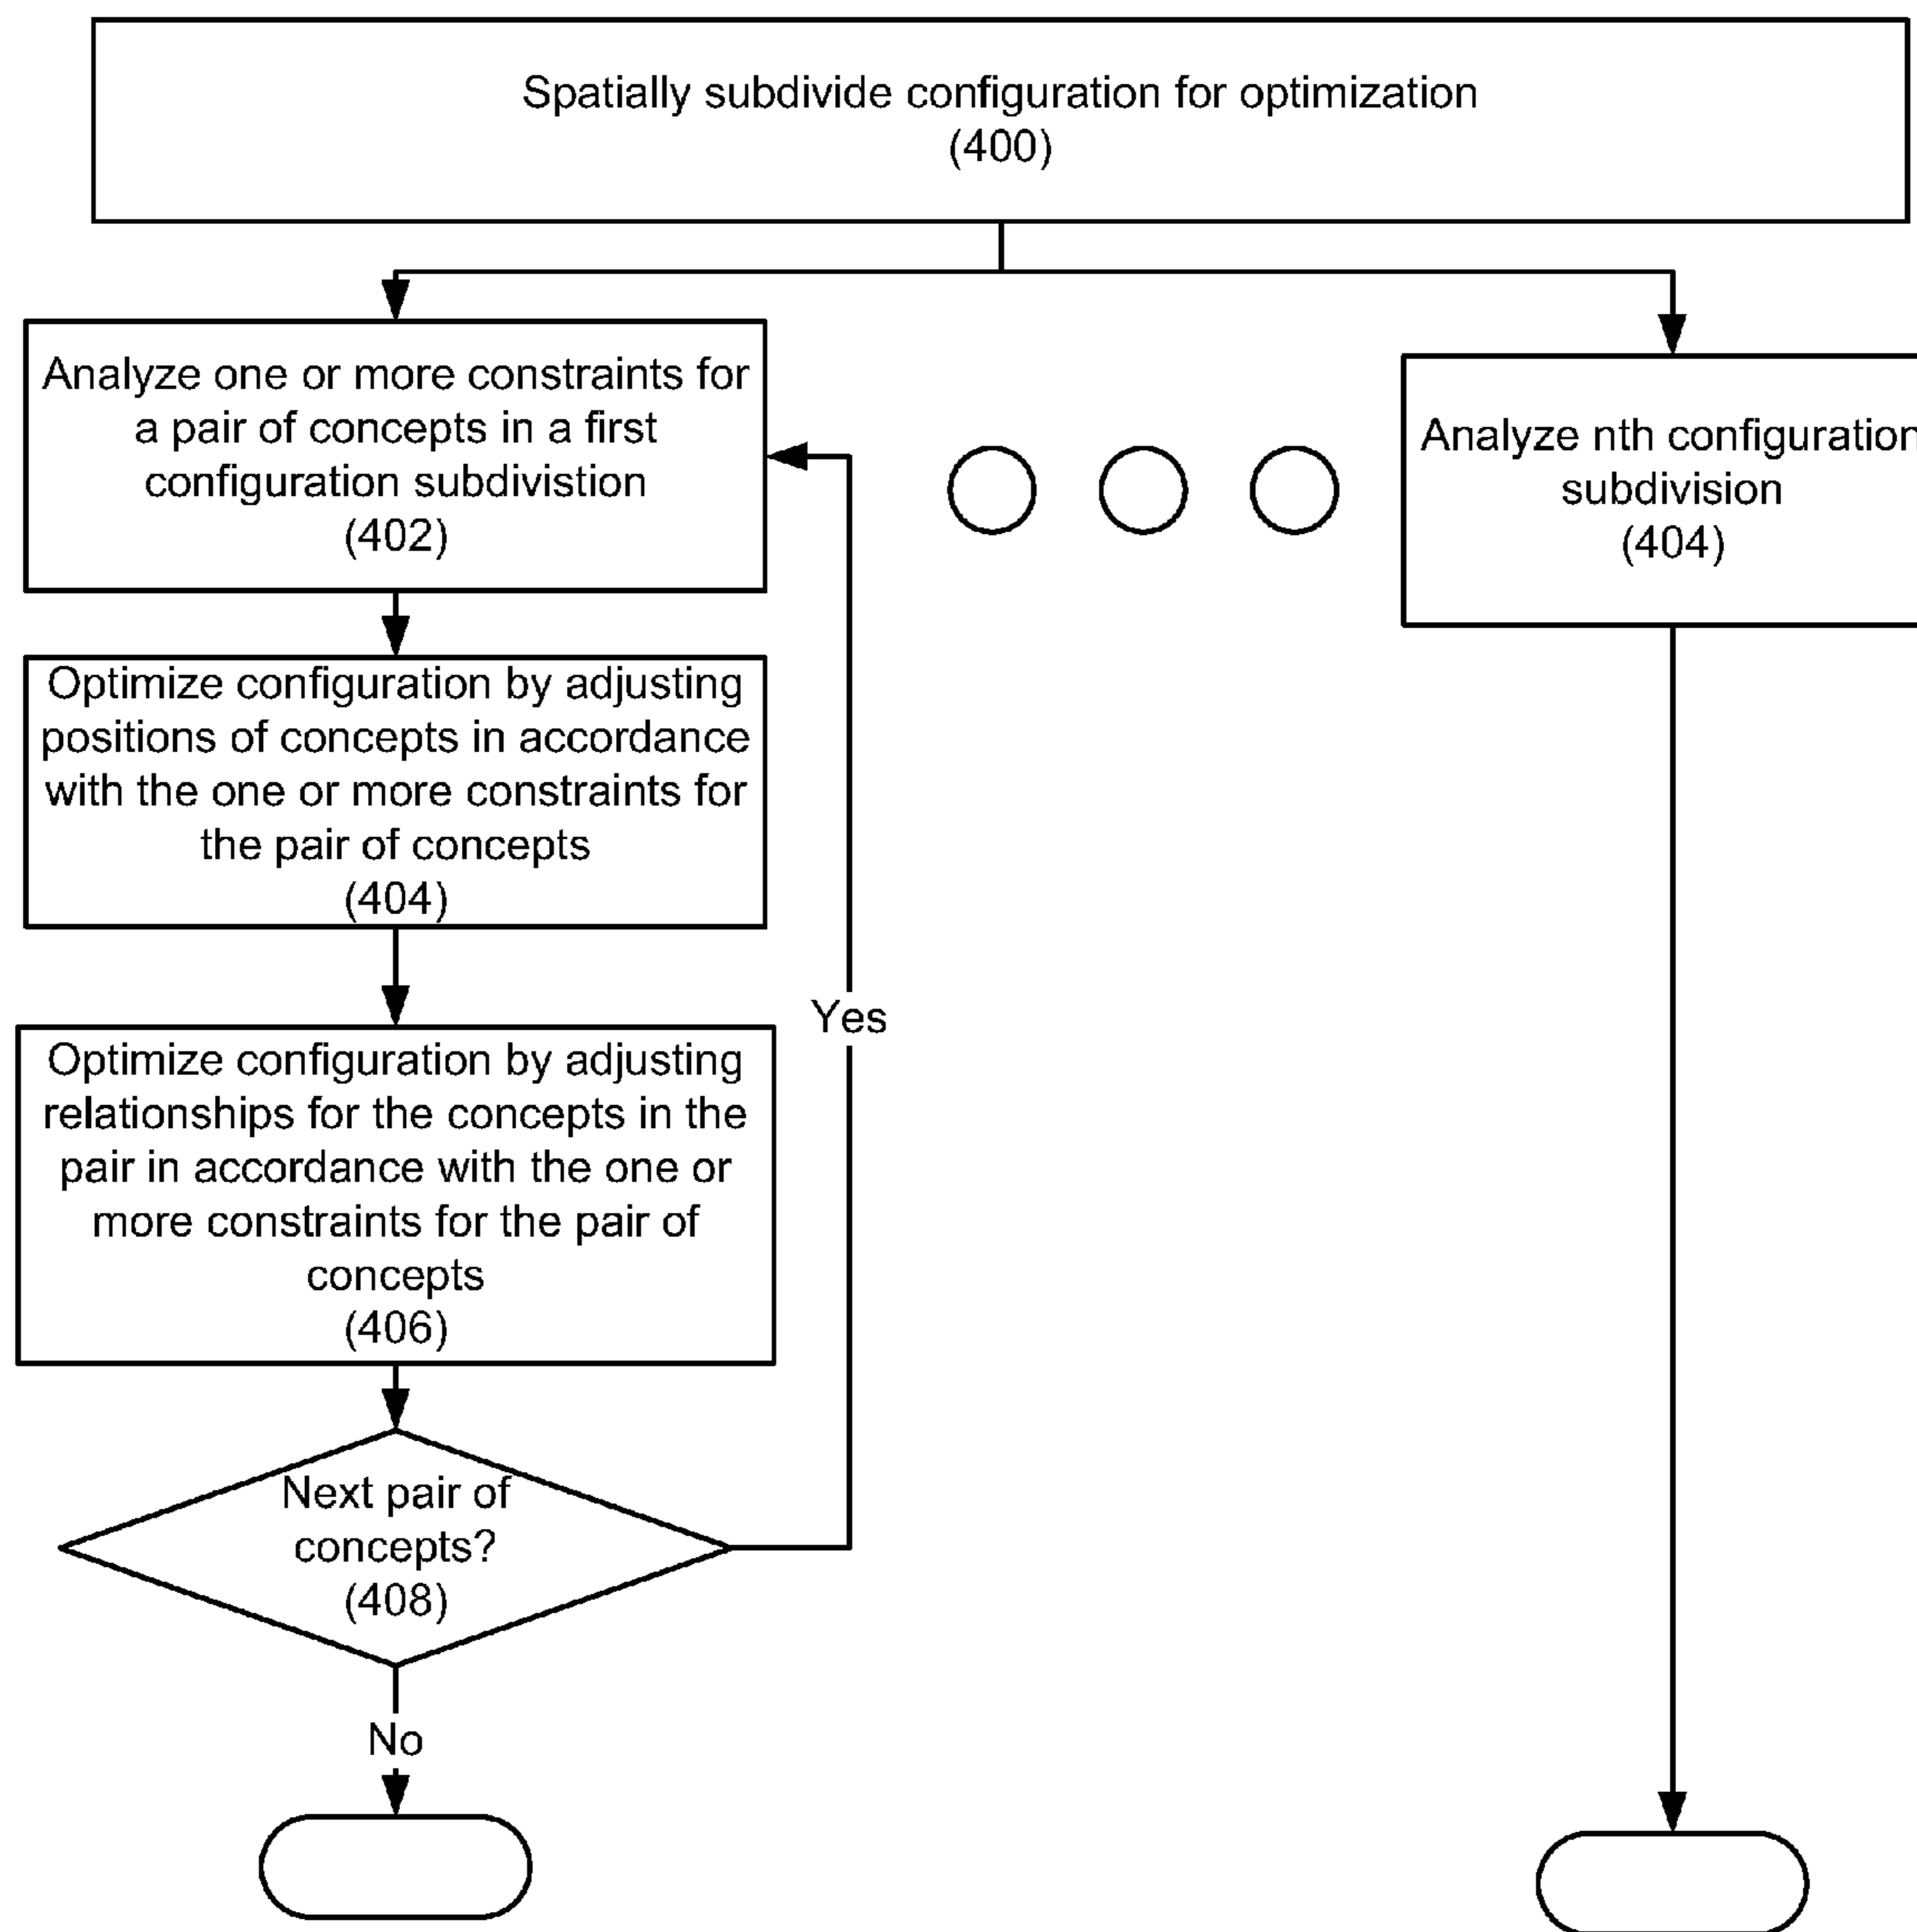 Spatially subdivide configuration for optimization
(400)
Analyze one or more constraints for
a pair of concepts in a first
configuration subdivistion
(402)
Analyze nth configuration
subdivision
(404)
Optimize configuration by adjusting
positions of concepts in accordance
with the one or more constraints for
the pair of concepts
(404)
Yes
Optimize configuration by adjusting
relationships for the concepts in the
pair in accordance with the one or
more constraints for the pair of
concepts
(406)
Next pair of
concepts?
(408)
No